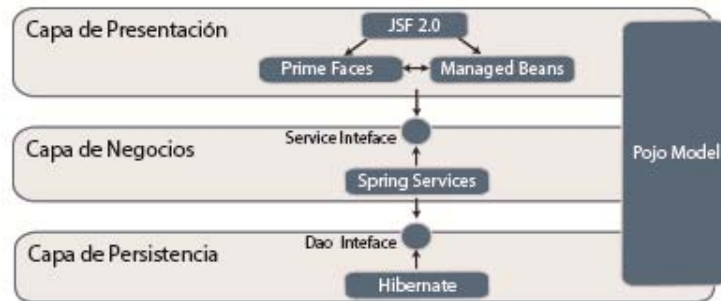 Capa de Presentación
JSF 2.0
Prime Faces
Managed Beans
Service Inteface
Capa de Negocios
Pojo Model
Spring Services
Dao Inteface
Capa de Persistencia
Hibernate